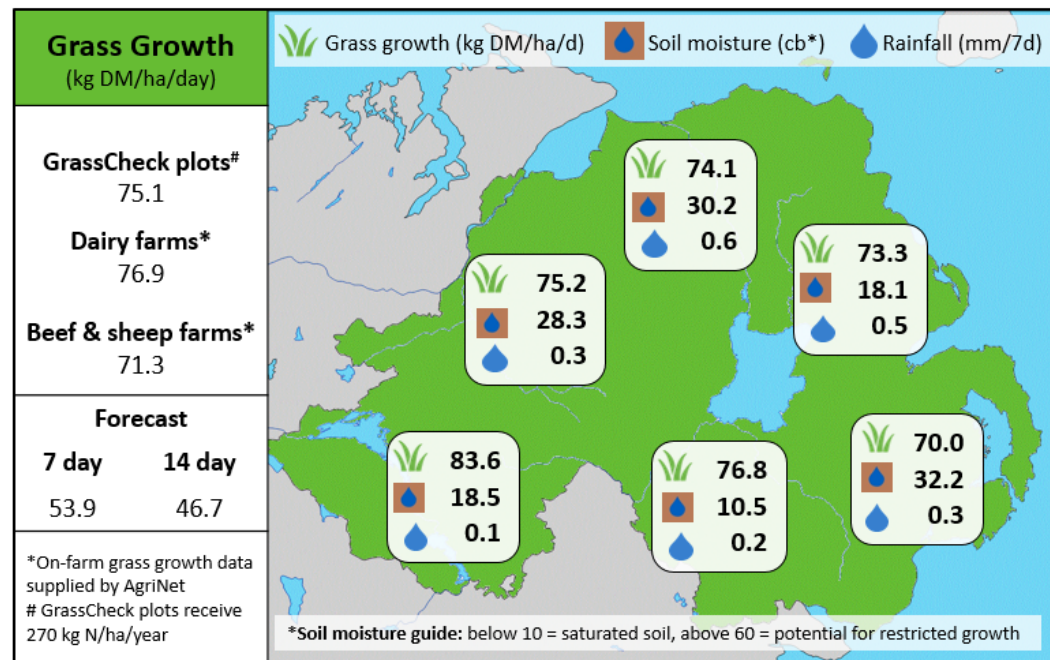 Grass Growth
(kg DM/ha/day)
GrassCheck plots#
75.1
Dairy farms*
76.9
Beef & sheep farms*
71.3
Forecast
7 day 14 day
53.9 46.7
*On-farm grass growth data
supplied by AgriNet
# GrassCheck plots receive
270 kg N/ha/year
Grass growth (kg DM/ha/d) Soil moisture (cb*) Rainfall (mm/7d)
74.1
30.2
0.6
73.3
18.1
0.5
75.2
28.3
0.3
83.6
18.5
0.1
76.8
10.5
0.2
70.0
32.2
0.3
*Soil moisture guide: below 10 = saturated soil, above 60 = potential for restricted growth